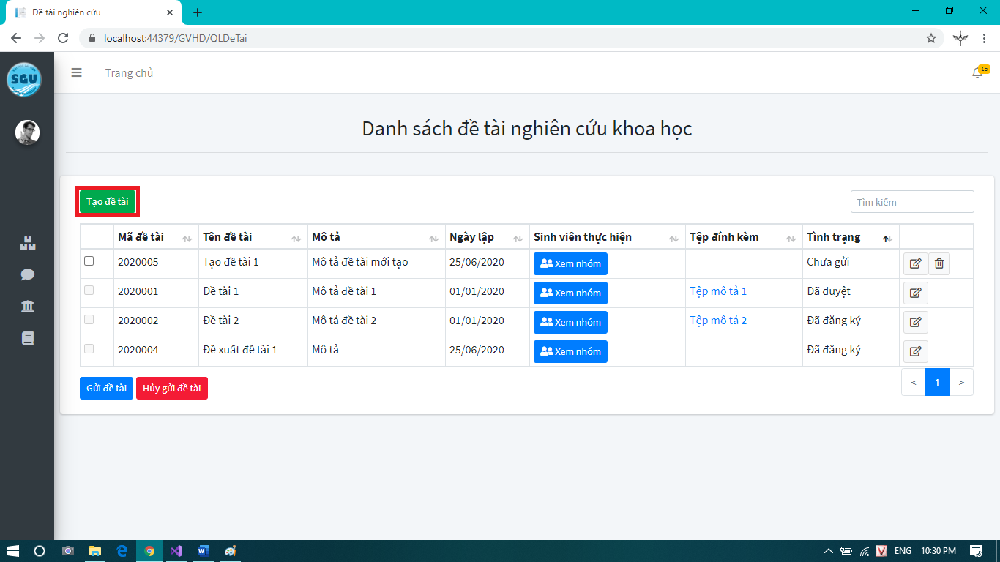 Đề tài nghiên cứu
localhost:44379/GVHD/QLDeTai
SGU
Trang chủ
15
Danh sách đề tài nghiên cứu khoa học
Tạo đề tài
Tìm kiếm
Mã đề tài Tên đề tài Mô tả Ngày lập Sinh viên thực hiện Tệp đính kèm Tình trạng
2020005 Tạo đề tài 1 Mô tả đề tài mới tạo 25/06/2020 Xem nhóm Chưa gửi
2020001 Đề tài 1 Mô tả đề tài 1 01/01/2020 Xem nhóm Tệp mô tả 1 Đã duyệt
2020002 Đề tài 2 Mô tả đề tài 2 01/01/2020 Xem nhóm Tệp mô tả 2 Đã đăng ký
2020004 Đề xuất đề tài 1 Mô tả 25/06/2020 Xem nhóm Đã đăng ký
Gửi đề tài Hủy gửi đề tài
< 1 >
V ENG 10:30 PM